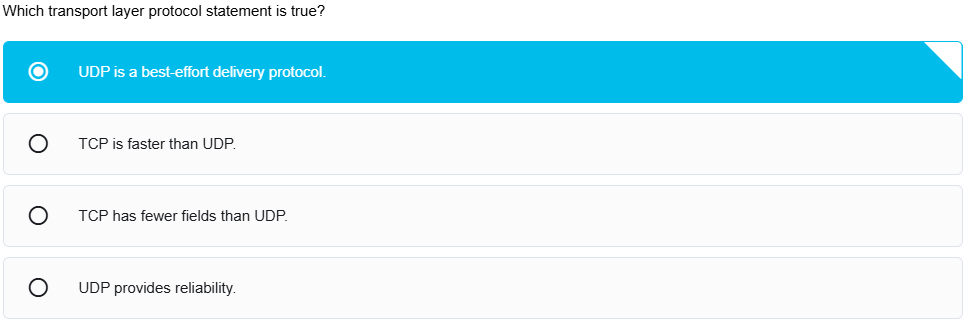 Which transport layer protocol statement is true?
UDP is a best-effort delivery protocol.
TCP is faster than UDP.
TCP has fewer fields than UDP.
UDP provides reliability.